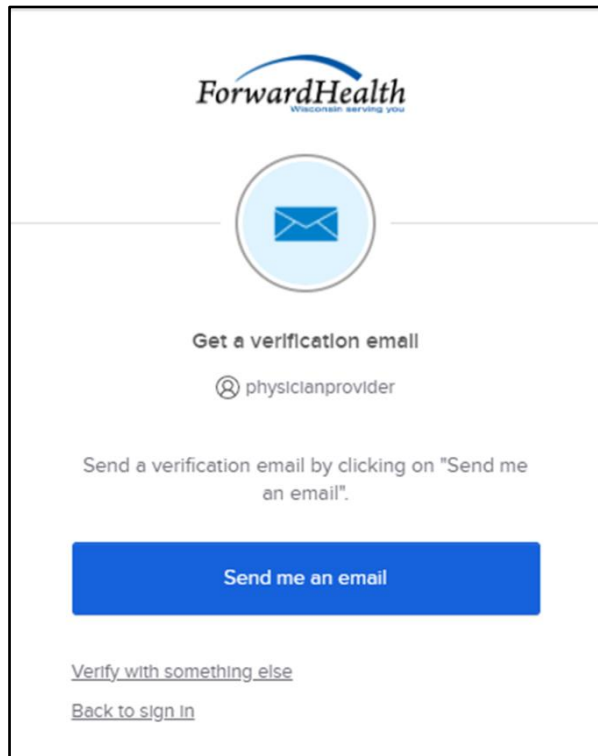 ForwardHealth
Wisconsin serving you
Get a verification email
physicianprovider
Send a verification email by clicking on "Send me
an email".
Send me an email
Verify with something else
Back to sign in